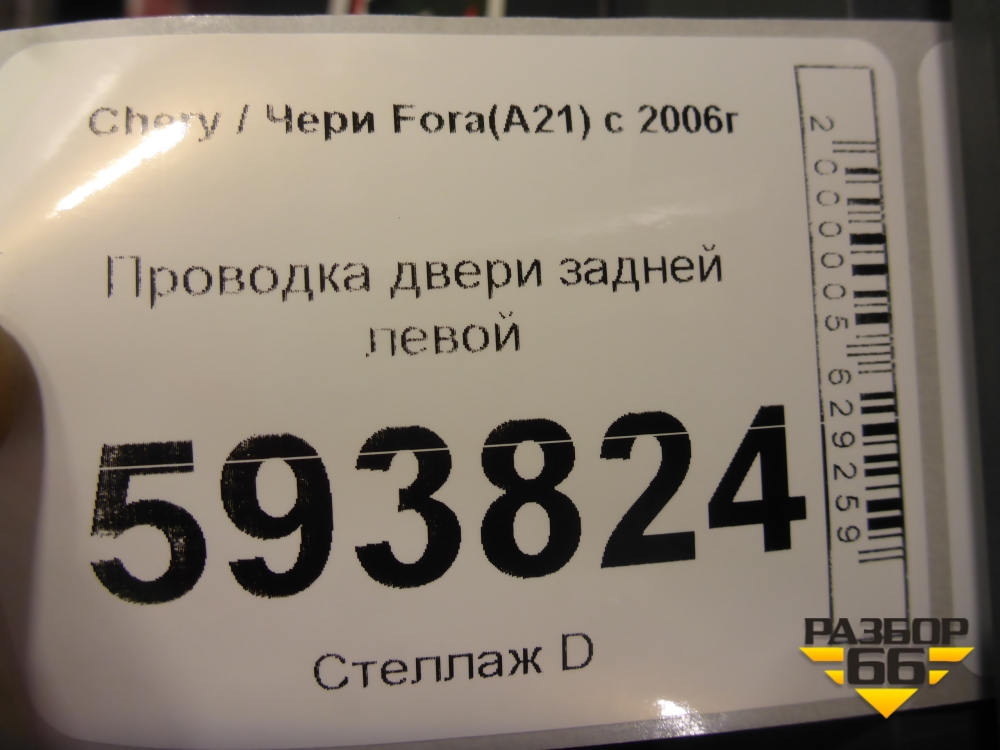 Chery / Чери Fora(A21) с 2006г
Проводка двери задней
левой
593824
Стеллаж D
2000005629259
РАЗБОР
66